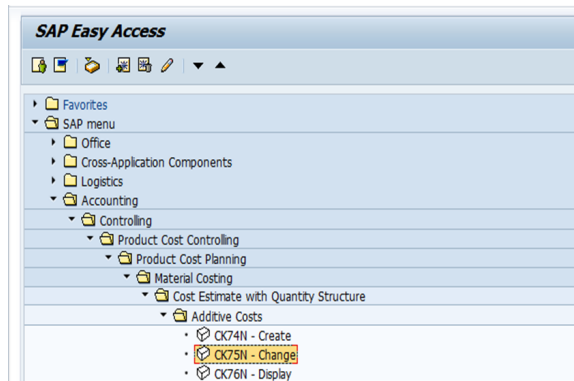 SAP Easy Access
Favorites
SAP menu
Office
Cross-Application Components
Logistics
Accounting
Controlling
Product Cost Controlling
Product Cost Planning
Material Costing
Cost Estimate with Quantity Structure
Additive Costs
CK74N - Create
CK75N - Change
CK76N - Display